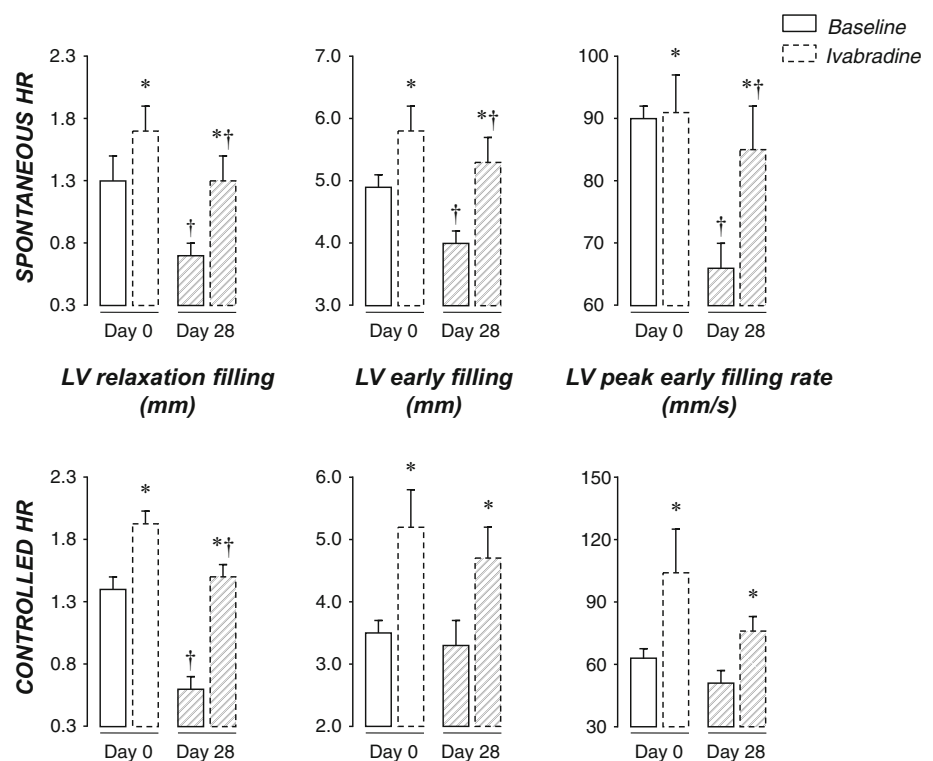 Baseline
Ivabradine
SPONTANEOUS HR
2.3
1.8
1.3
0.8
0.3
*
†
*†
Day 0 Day 28
7.0
6.0
5.0
4.0
3.0
*
†
*†
Day 0 Day 28
100
90
80
70
60
*
†
*†
Day 0 Day 28
LV relaxation filling
(mm)
LV early filling
(mm)
LV peak early filling rate
(mm/s)
CONTROLLED HR
2.3
1.8
1.3
0.8
0.3
*
†
*†
Day 0 Day 28
6.0
5.0
4.0
3.0
2.0
*
*
Day 0 Day 28
150
120
90
60
30
*
*
Day 0 Day 28